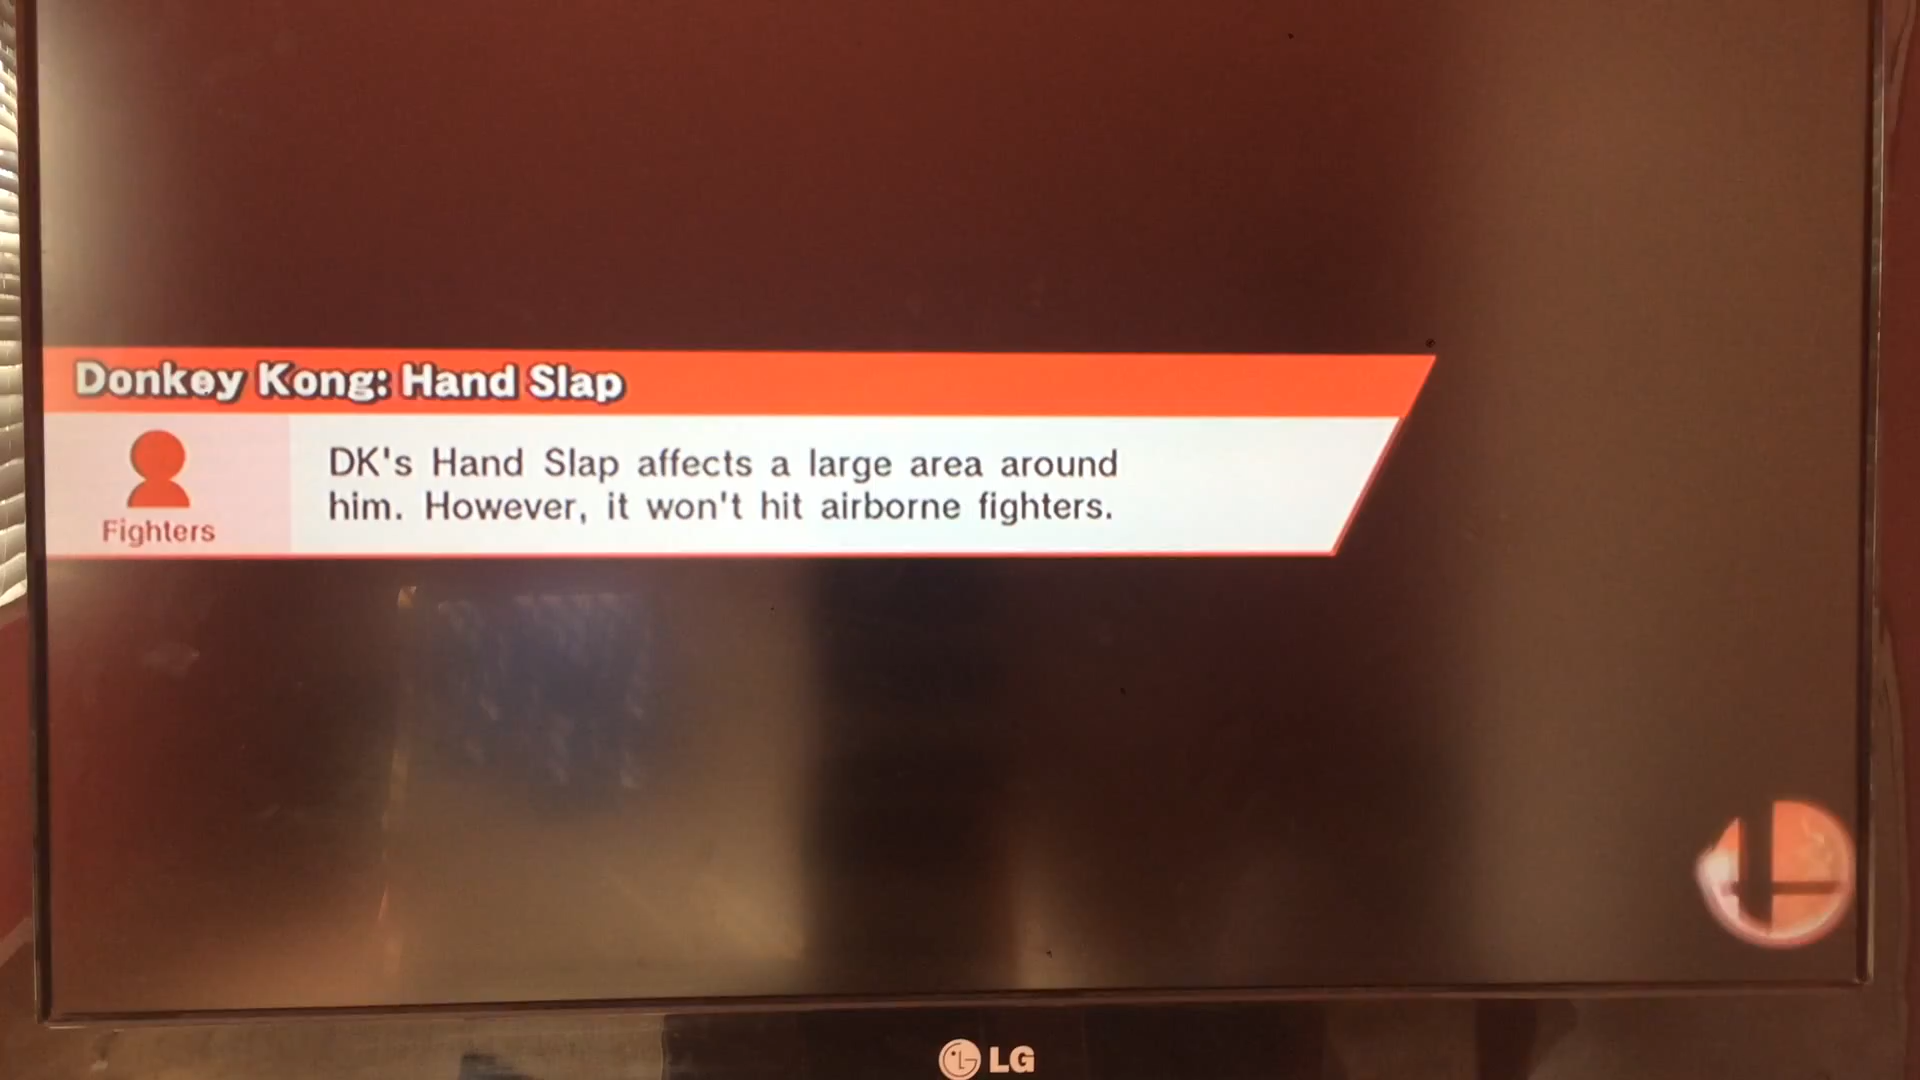 Donkey Kong: Hand Slap
DK's Hand Slap affects a large area around
him. However, it won't hit airborne fighters.
Fighters
LG